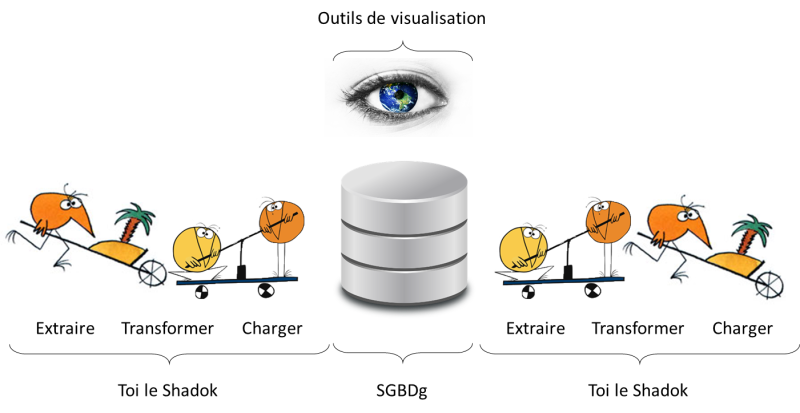 Outils de visualisation
Extraire Transformer Charger
Extraire Transformer Charger
Toi le Shadok
SGBDg
Toi le Shadok